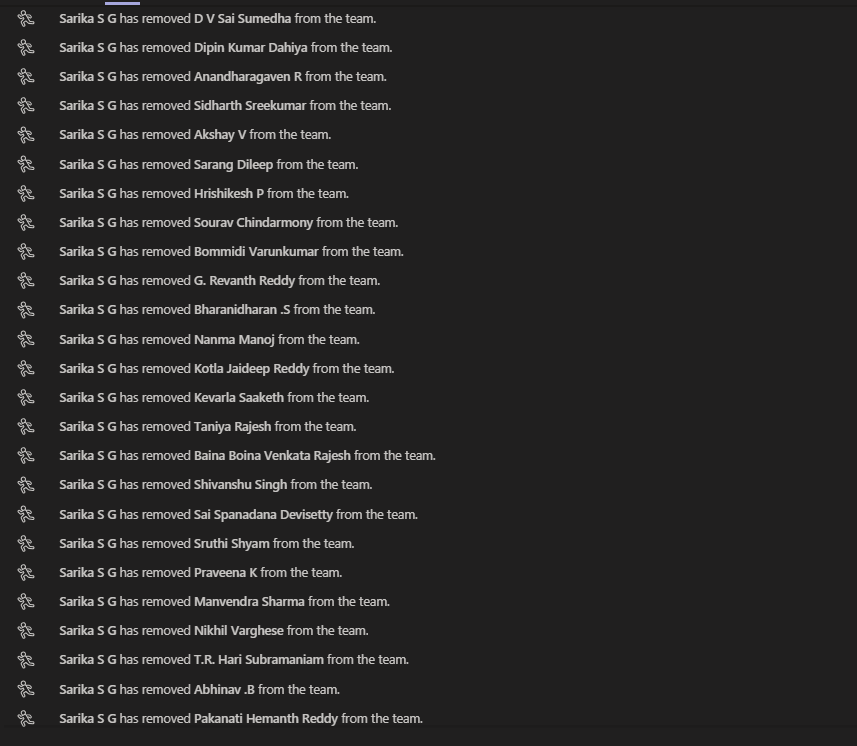 Sarika S G has removed D V Sai Sumedha from the team.
Sarika S G has removed Dipin Kumar Dahiya from the team.
Sarika S G has removed Anandharagaven R from the team.
Sarika S G has removed Sidharth Sreekumar from the team.
Sarika S G has removed Akshay V from the team.
Sarika S G has removed Sarang Dileep from the team.
Sarika S G has removed Hrishikesh P from the team.
Sarika S G has removed Sourav Chindarmony from the team.
Sarika S G has removed Bommidi Varunkumar from the team.
Sarika S G has removed G. Revanth Reddy from the team.
Sarika S G has removed Bharanidharan .S from the team.
Sarika S G has removed Nanma Manoj from the team.
Sarika S G has removed Kotla Jaideep Reddy from the team.
Sarika S G has removed Kevarla Saaketh from the team.
Sarika S G has removed Taniya Rajesh from the team.
Sarika S G has removed Baina Boina Venkata Rajesh from the team.
Sarika S G has removed Shivanshu Singh from the team.
Sarika S G has removed Sai Spanadana Devisetty from the team.
Sarika S G has removed Sruthi Shyam from the team.
Sarika S G has removed Praveena K from the team.
Sarika S G has removed Manvendra Sharma from the team.
Sarika S G has removed Nikhil Varghese from the team.
Sarika S G has removed T.R. Hari Subramaniam from the team.
Sarika S G has removed Abhinav .B from the team.
Sarika S G has removed Pakanati Hemanth Reddy from the team.